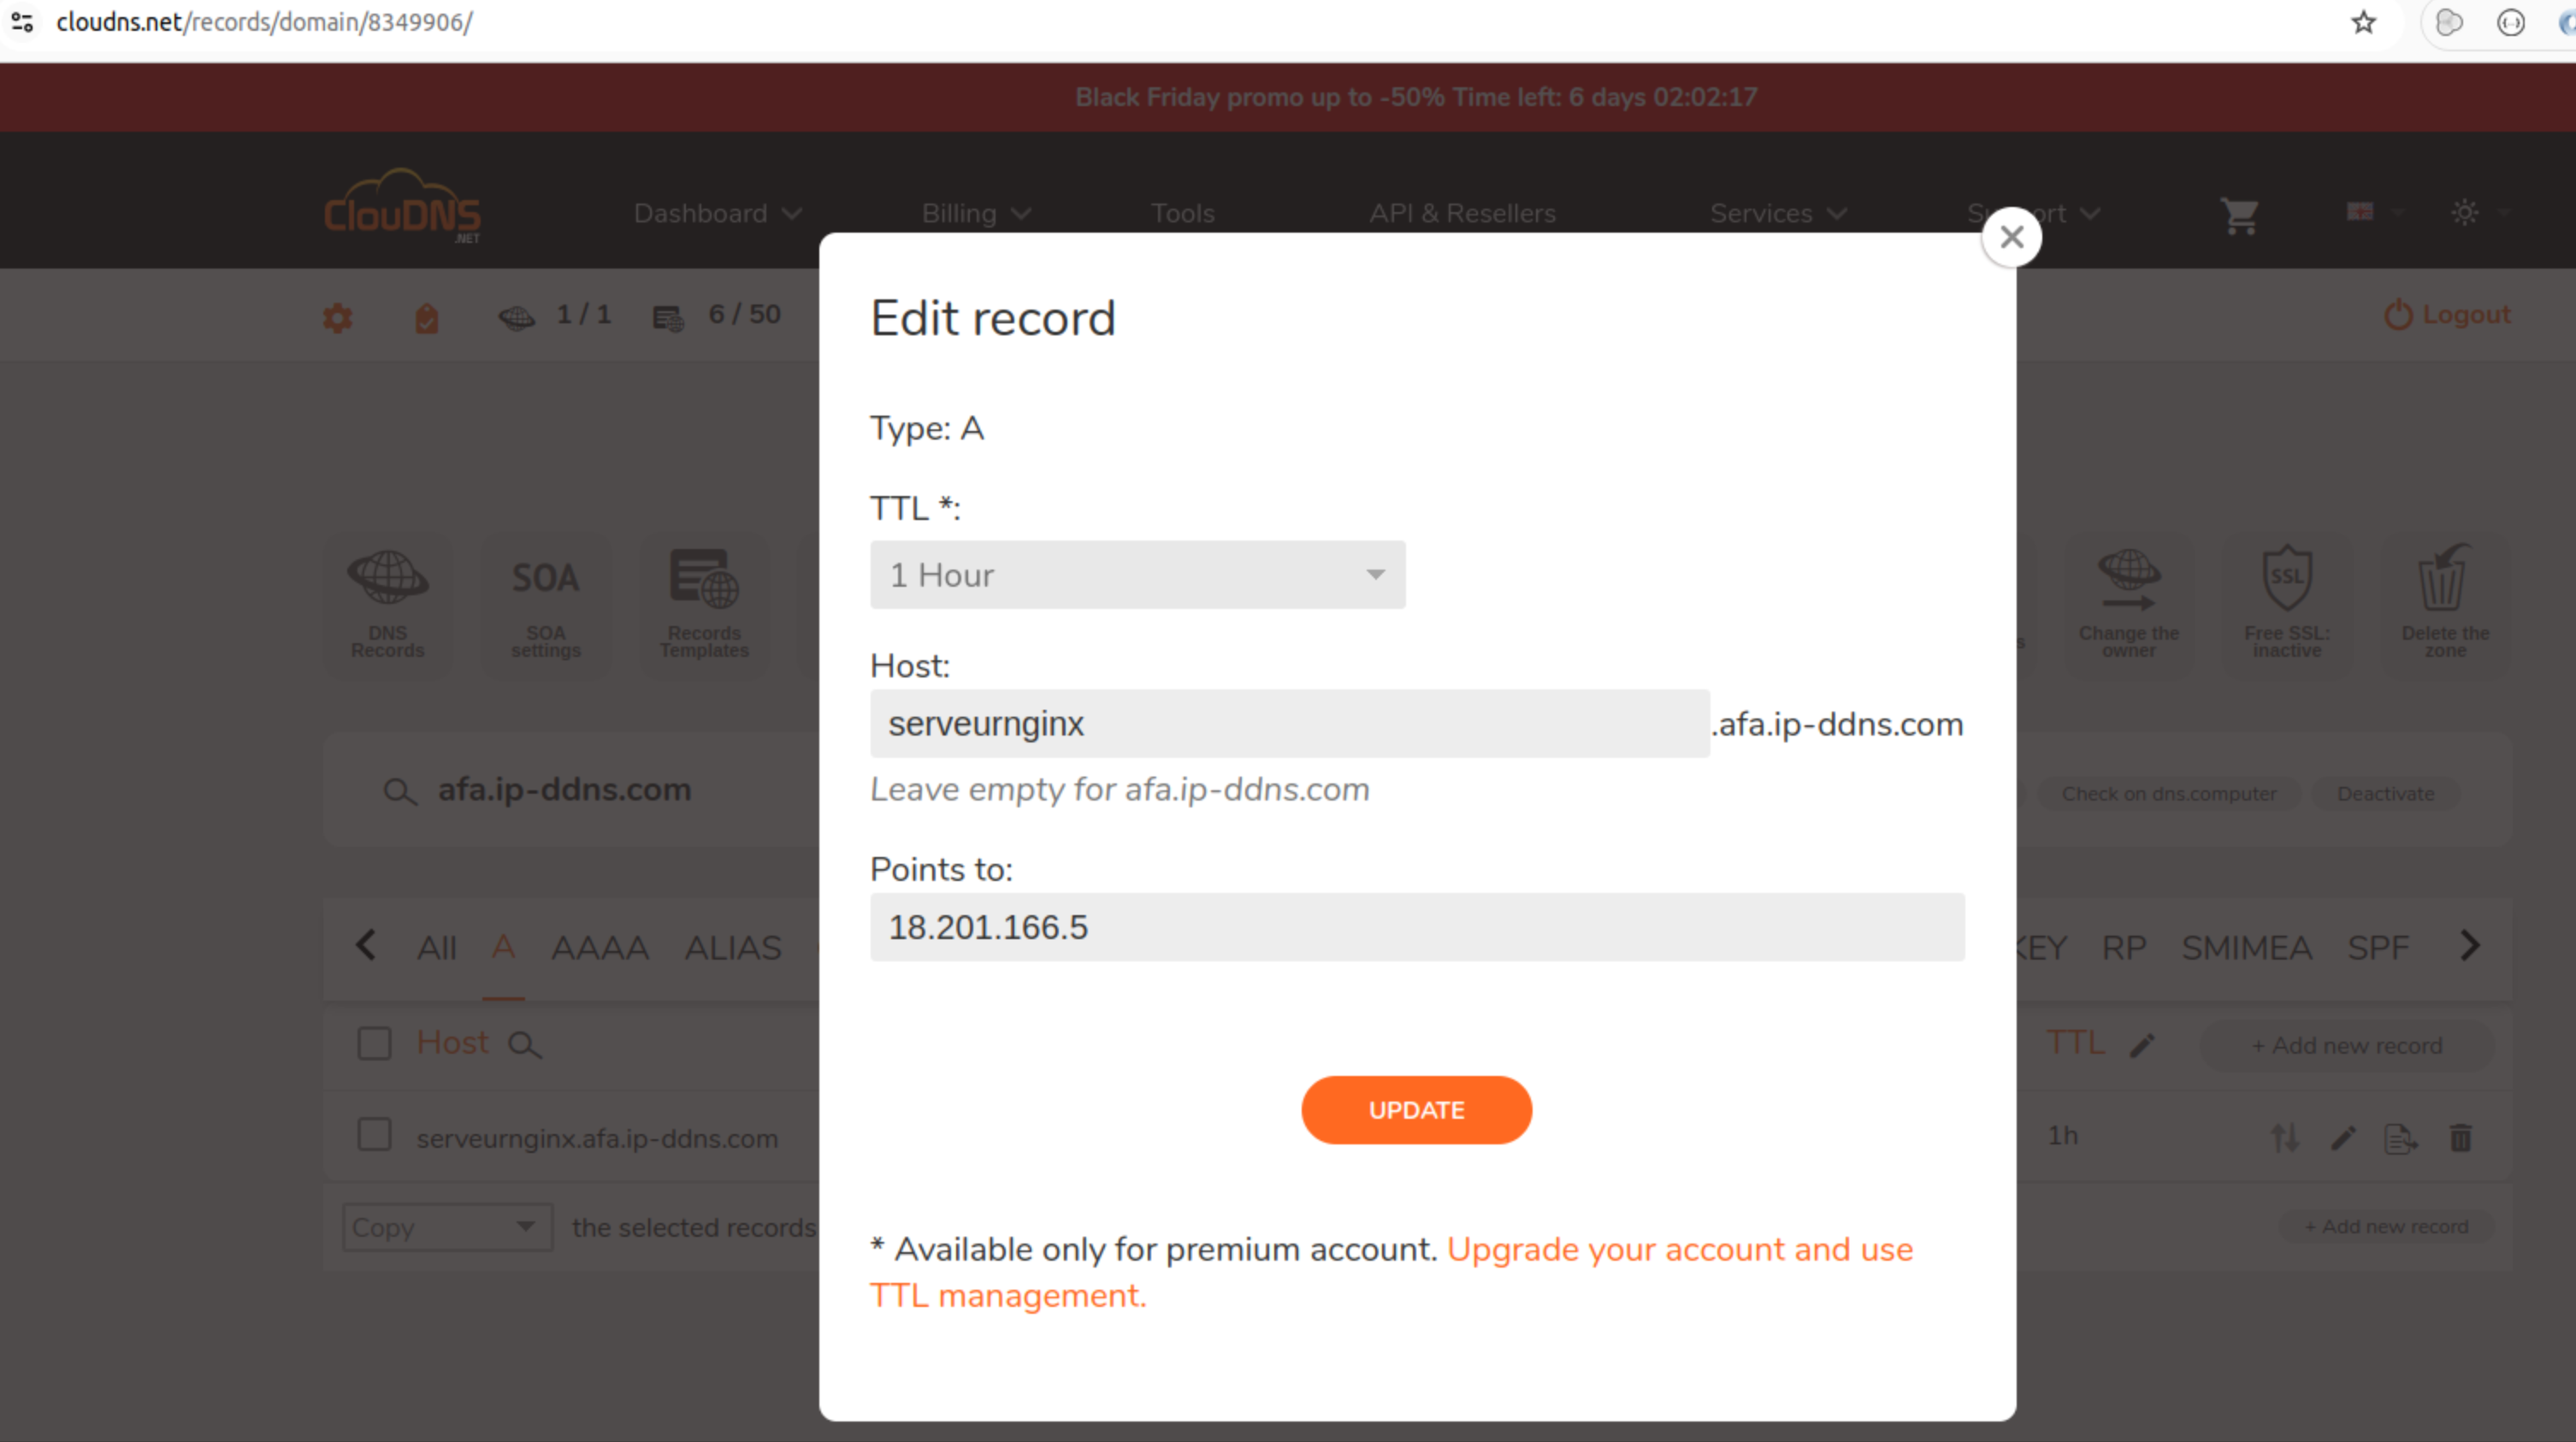 cloudns.net/records/domain/8349906/
Black Friday promo up to -50% Time left: 6 days 02:02:17
ClouDNS
.NET
Dashboard Billing Tools API & Resellers Services
1 / 1 6 / 50
Logout
Edit record
Type: A
TTL *:
1 Hour
Host:
serveurnginx .afa.ip-ddns.com
Leave empty for afa.ip-ddns.com
Points to:
18.201.166.5
UPDATE
* Available only for premium account. Upgrade your account and use
TTL management.
DNS
Records
SOA
SOA
settings
Records
Templates
Change the
owner
SSL
Free SSL:
inactive
Delete the
zone
afa.ip-ddns.com
Check on dns.computer Deactivate
All A AAAA ALIAS RP SMIMEA SPF
Host TTL + Add new record
serveurnginx.afa.ip-ddns.com 1h
Copy the selected records
+ Add new record